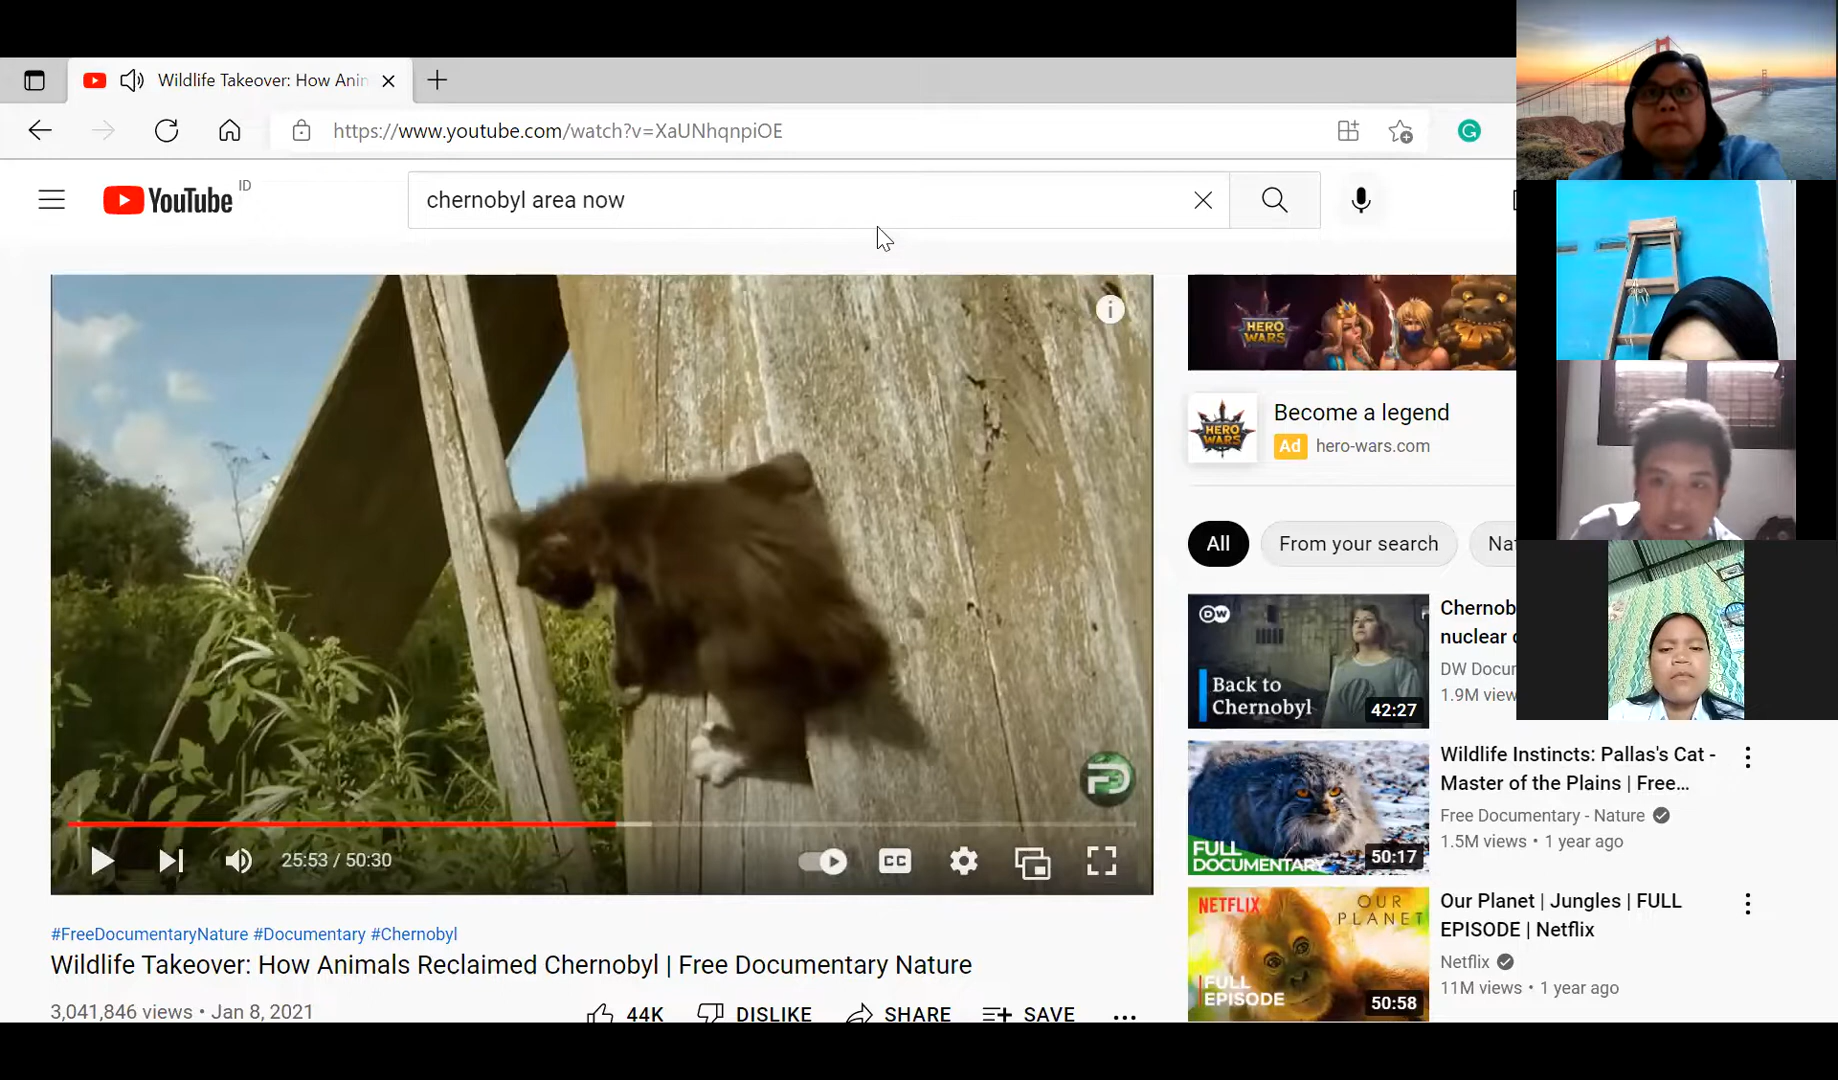 Wildlife Takeover: How Anin
https://www.youtube.com/watch?v=XaUNhqnpiOE
YouTube ID
chernobyl area now
HERO WARS
HERO WARS
Become a legend
Ad hero-wars.com
All
From your search
Nat
DW
Back to
Chernobyl
42:27
Chernob
nuclear
DW Docu
1.9M view
FULL
DOCUMENTARY
50:17
Wildlife Instincts: Pallas's Cat -
Master of the Plains | Free...
Free Documentary - Nature
1.5M views • 1 year ago
NETFLIX
OUR
PLANET
FULL
EPISODE
50:58
Our Planet | Jungles | FULL
EPISODE | Netflix
Netflix
11M views • 1 year ago
FD
25:53 / 50:30
CC
#FreeDocumentaryNature #Documentary #Chernobyl
Wildlife Takeover: How Animals Reclaimed Chernobyl | Free Documentary Nature
3,041,846 views • Jan 8, 2021
44K
DISLIKE
SHARE
SAVE